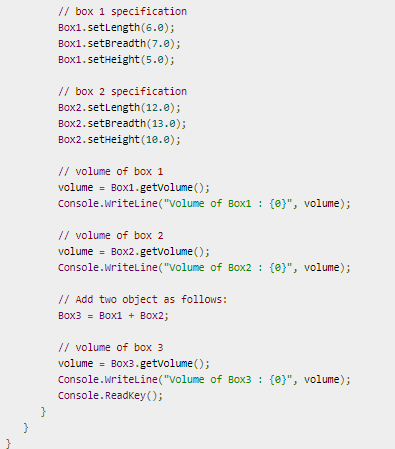 // box 1 specification
Box1.setLength(6.0);
Box1.setBreadth(7.0);
Box1.setHeight(5.0);
// box 2 specification
Box2.setLength(12.0);
Box2.setBreadth(13.0);
Box2.setHeight(10.0);
// volume of box 1
volume = Box1.getVolume();
Console.WriteLine("Volume of Box1 : {0}", volume);
// volume of box 2
volume = Box2.getVolume();
Console.WriteLine("Volume of Box2 : {0}", volume);
// Add two object as follows:
Box3 = Box1 + Box2;
// volume of box 3
volume = Box3.getVolume();
Console.WriteLine("Volume of Box3 : {0}", volume);
Console.ReadKey();
}
}
}